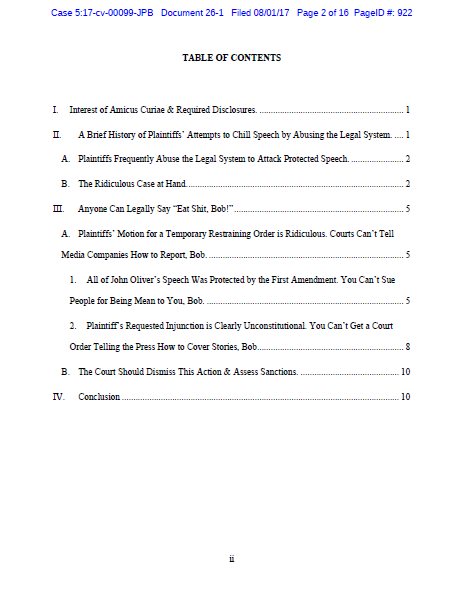 Case 5:17-cv-00099-JPB Document 26-1 Filed 08/01/17 Page 2 of 16 PageID #: 922
TABLE OF CONTENTS
I. Interest of Amicus Curiae & Required Disclosures. ........................................................ 1
II. A Brief History of Plaintiffs’ Attempts to Chill Speech by Abusing the Legal System. .... 1
A. Plaintiffs Frequently Abuse the Legal System to Attack Protected Speech. ..................... 2
B. The Ridiculous Case at Hand. ........................................................................................ 2
III. Anyone Can Legally Say “Eat Shit, Bob!” ..................................................................... 5
A. Plaintiffs’ Motion for a Temporary Restraining Order is Ridiculous. Courts Can’t Tell
Media Companies How to Report, Bob. ................................................................................ 5
1. All of John Oliver’s Speech Was Protected by the First Amendment. You Can’t Sue
People for Being Mean to You, Bob. ................................................................................ 5
2. Plaintiff’s Requested Injunction is Clearly Unconstitutional. You Can’t Get a Court
Order Telling the Press How to Cover Stories, Bob. .......................................................... 8
B. The Court Should Dismiss This Action & Assess Sanctions. ........................................ 10
IV. Conclusion ................................................................................................................ 10
ii